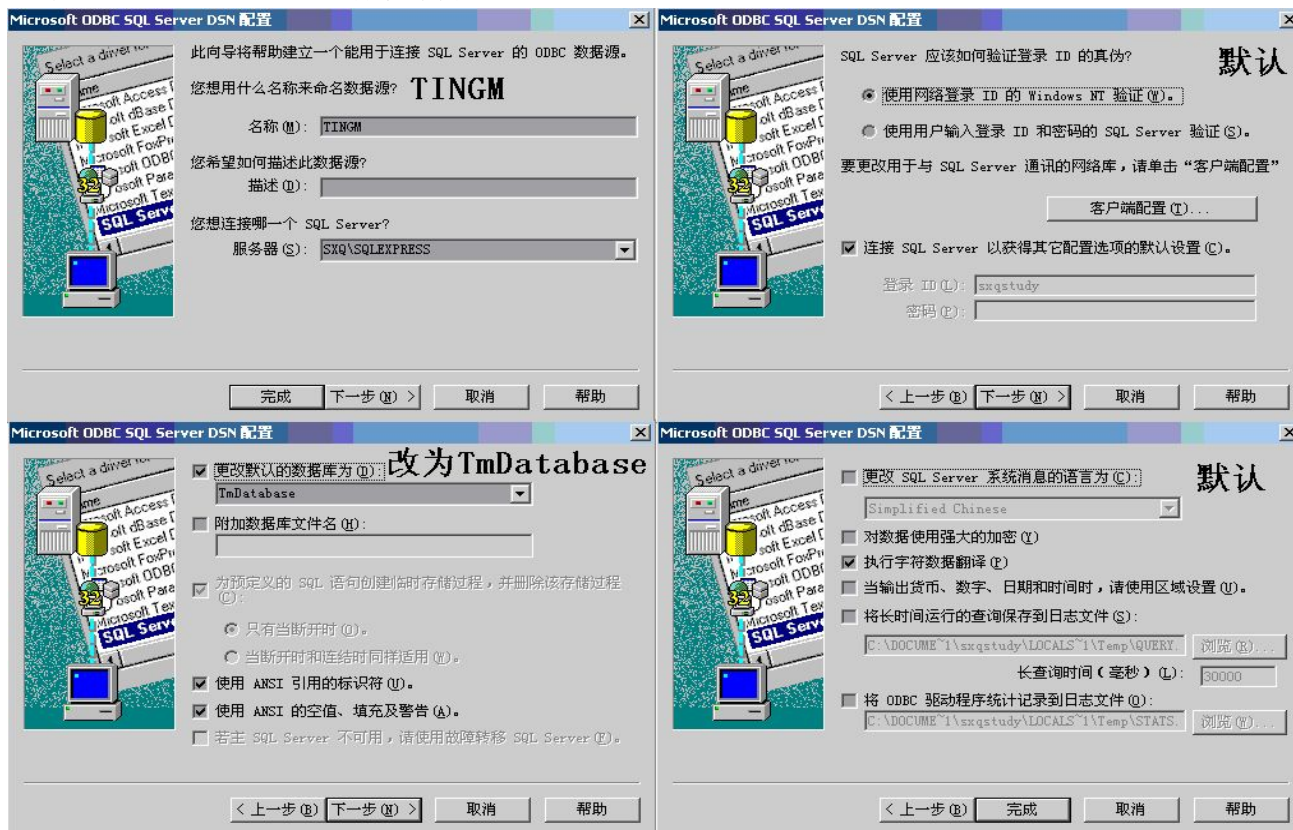 Microsoft ODBC SQL Server DSN 配置
此向导将帮助建立一个能用于连接 SQL Server 的 ODBC 数据源。
您想用什么名称来命名数据源? TINGM
名称(M): TINGM
您希望如何描述此数据源?
描述(D):
您想连接哪一个 SQL Server?
服务器(S): SXQ\SQLEXPRESS
完成 下一步(N) > 取消 帮助
Microsoft ODBC SQL Server DSN 配置
SQL Server 应该如何验证登录 ID 的真伪? 默认
使用网络登录 ID 的 Windows NT 验证(W)。
使用用户输入登录 ID 和密码的 SQL Server 验证(S)。
要更改用于与 SQL Server 通讯的网络库，请单击“客户端配置”
客户端配置(T)...
连接 SQL Server 以获得其它配置选项的默认设置(C)。
登录 ID(L): sxqstudy
密码(P):
< 上一步(B) 下一步(N) > 取消 帮助
Microsoft ODBC SQL Server DSN 配置
更改默认的数据库为(D): 改为TmDatabase
TmDatabase
附加数据库文件名(H):
为预定义的 SQL 语句创建临时存储过程，并删除该存储过程
(C):
只有当断开时(O)。
当断开时和连结时同样适用(W)。
使用 ANSI 引用的标识符(U)。
使用 ANSI 的空值、填充及警告(A)。
若主 SQL Server 不可用，请使用故障转移 SQL Server(F)。
< 上一步(B) 下一步(N) > 取消 帮助
Microsoft ODBC SQL Server DSN 配置
更改 SQL Server 系统消息的语言为(C): 默认
Simplified Chinese
对数据使用强大的加密(Y)
执行字符数据翻译(P)
当输出货币、数字、日期和时间时，请使用区域设置(U)。
将长时间运行的查询保存到日志文件(S):
C:\DOCUME~1\sxqstudy\LOCALS~1\Temp\QUERY. 浏览(R)...
长查询时间(毫秒)(L): 30000
将 ODBC 驱动程序统计记录到日志文件(O):
C:\DOCUME~1\sxqstudy\LOCALS~1\Temp\STATS. 浏览(W)...
< 上一步(B) 完成 取消 帮助